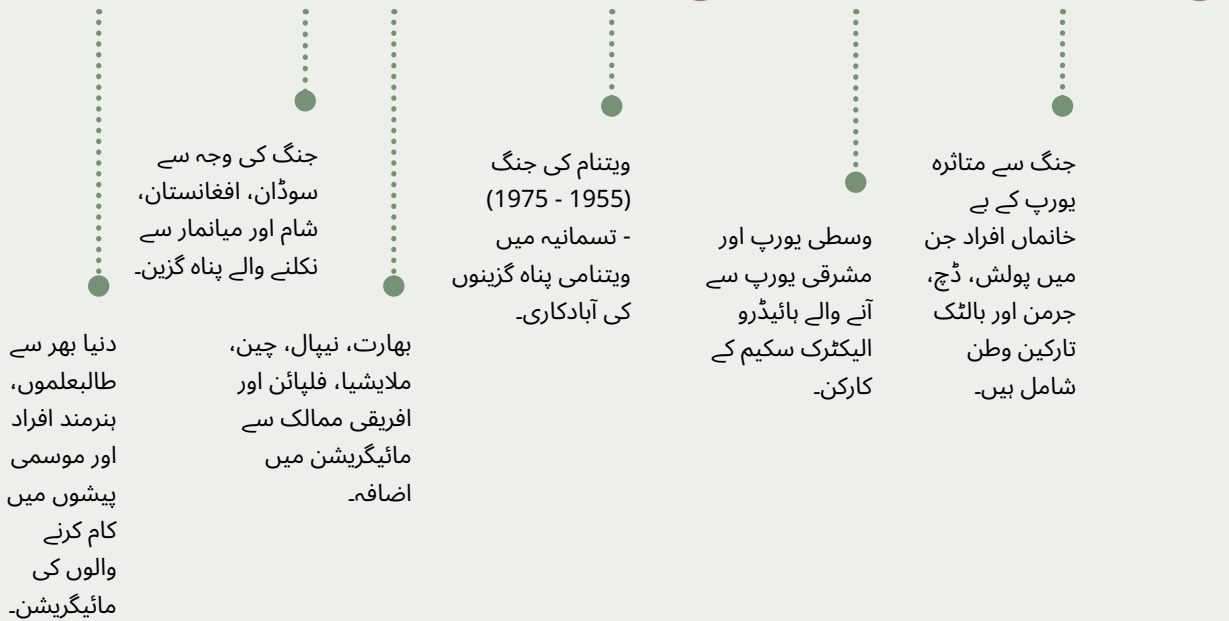 جنگ سے متاثرہ
یورپ کے بے
خانماں افراد جن
میں پولش، ڈچ،
جرمن اور بالٹک
تارکین وطن
شامل ہیں۔
وسطی یورپ اور
مشرقی یورپ سے
آنے والے ہائیڈرو
الیکٹرک سکیم کے
کارکن۔
ویتنام کی جنگ
(1955 - 1975)
- تسمانیہ میں
ویتنامی پناہ گزینوں
کی آبادکاری۔
بھارت، نیپال، چین،
ملایشیا، فلپائن اور
افریقی ممالک سے
مائیگریشن میں
اضافہ۔
جنگ کی وجہ سے
سوڈان، افغانستان،
شام اور میانمار سے
نکلنے والے پناہ گزین۔
دنیا بھر سے
طالبعلموں،
ہنرمند افراد
اور موسمی
پیشوں میں
کام کرنے
والوں کی
مائیگریشن۔